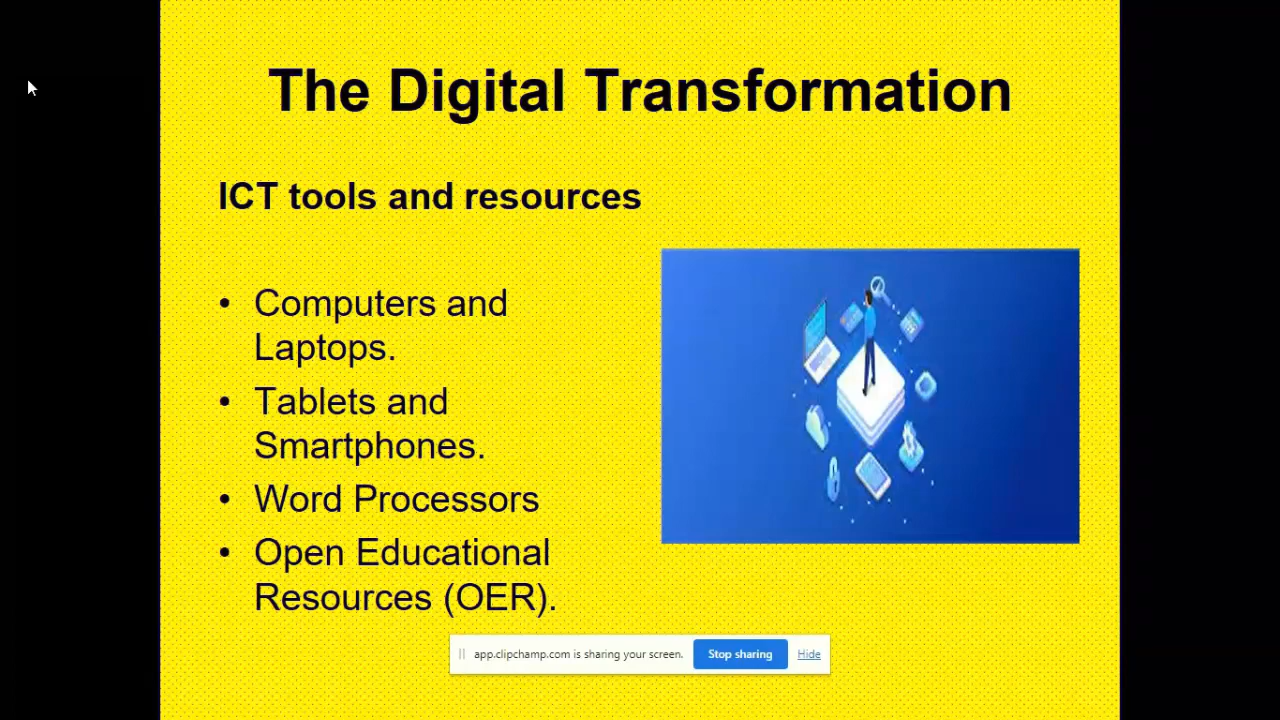 The Digital Transformation
ICT tools and resources
• Computers and
Laptops.
• Tablets and
Smartphones.
• Word Processors
• Open Educational
Resources (OER).
app.clipchamp.com is sharing your screen.
Stop sharing
Hide